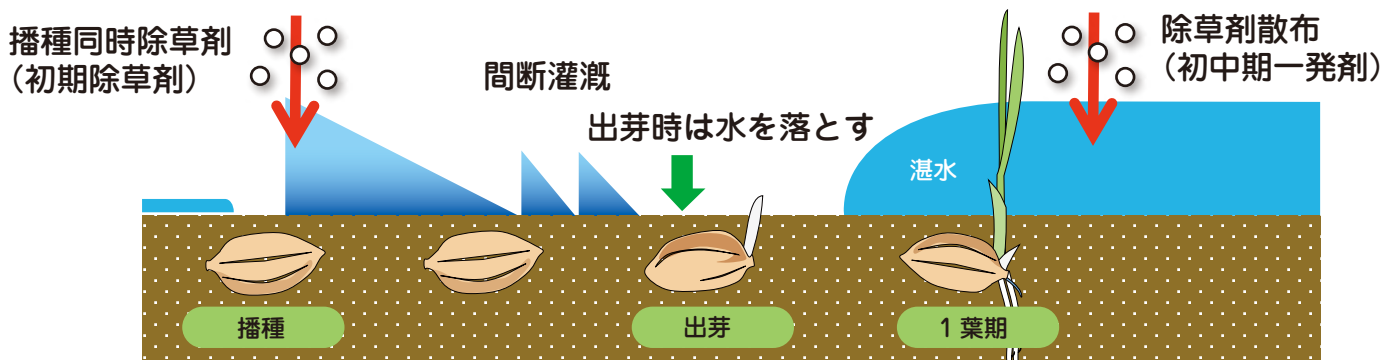 播種同時除草剤
（初期除草剤）
間断灌漑
出芽時は水を落とす
除草剤散布
（初中期一発剤）
湛水
播種
出芽
1 葉期